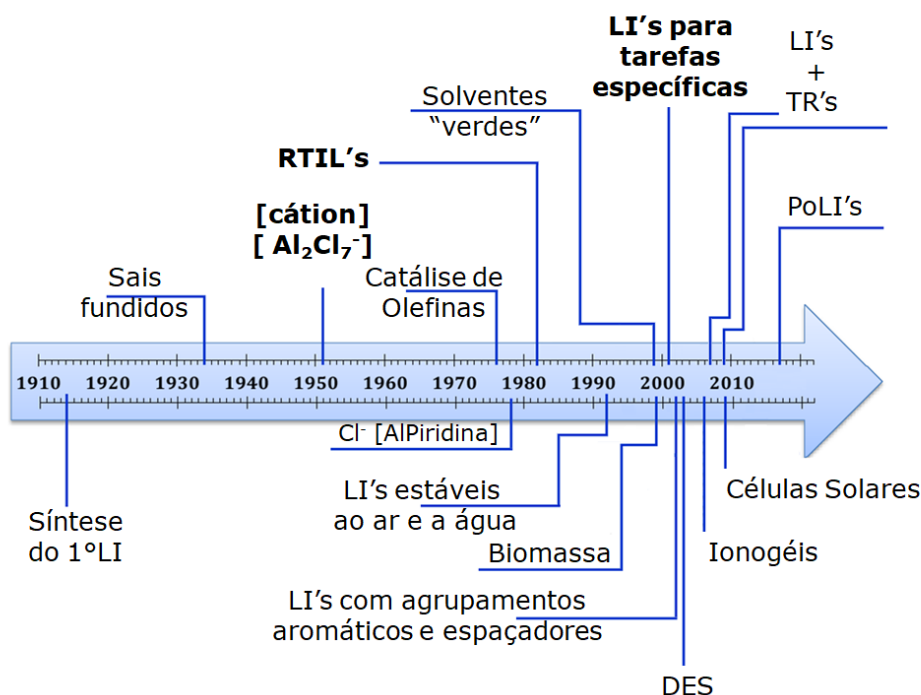 LI's para
tarefas
específicas
LI's
+
TR's
Solventes
“verdes”
RTIL's
[cátion]
[ Al₂Cl₇⁻]
PoLI's
Sais
fundidos
Catálise de
Olefinas
1910 1920 1930 1940 1950 1960 1970 1980 1990 2000 2010
Cl⁻ [AlPiridina]
LI's estáveis
ao ar e a água
Células Solares
Síntese
do 1°LI
Biomassa
Ionogéis
LI's com agrupamentos
aromáticos e espaçadores
DES